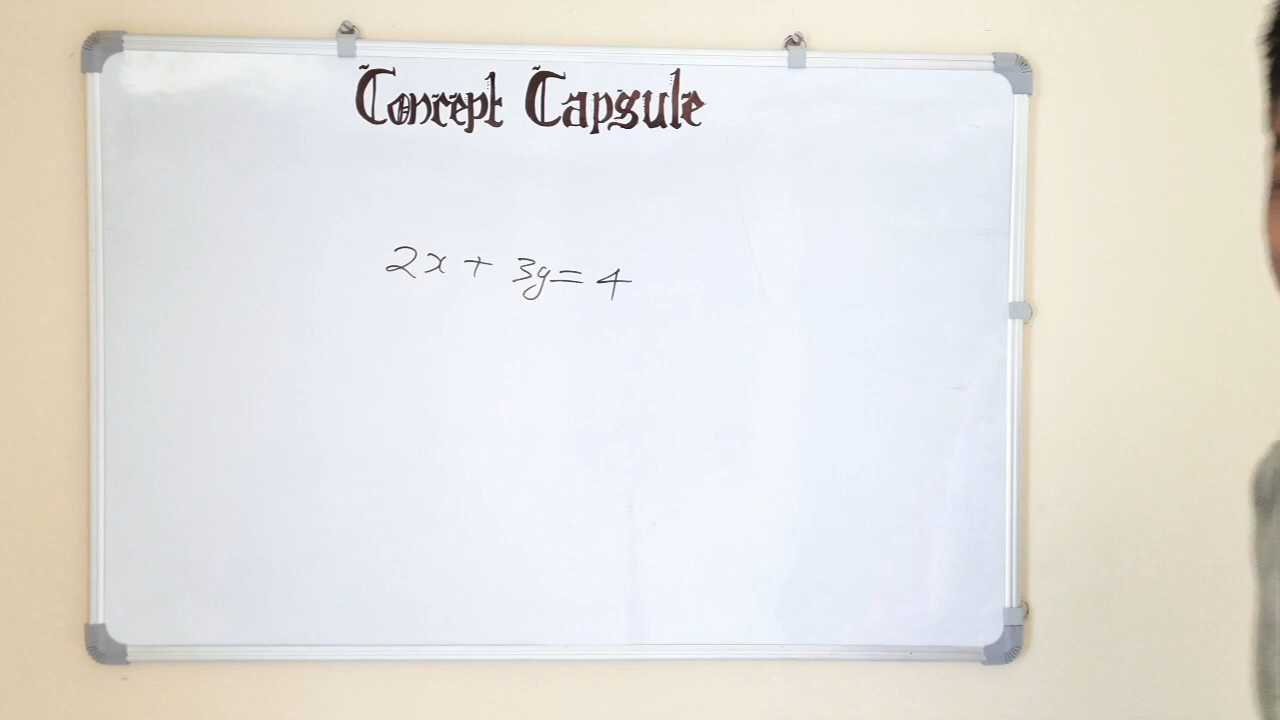 Concept Capsule
2x + 3y = 4